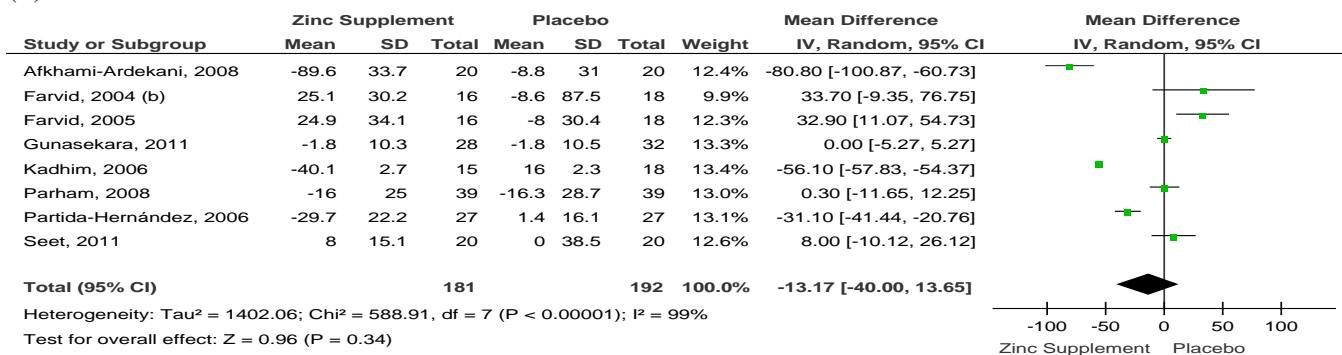 Zinc Supplement Placebo Mean Difference Mean Difference
Study or Subgroup Mean SD Total Mean SD Total Weight IV, Random, 95% CI IV, Random, 95% CI
Afkhami-Ardekani, 2008 -89.6 33.7 20 -8.8 31 20 12.4% -80.80 [-100.87, -60.73]
Farvid, 2004 (b) 25.1 30.2 16 -8.6 87.5 18 9.9% 33.70 [-9.35, 76.75]
Farvid, 2005 24.9 34.1 16 -8 30.4 18 12.3% 32.90 [11.07, 54.73]
Gunasekara, 2011 -1.8 10.3 28 -1.8 10.5 32 13.3% 0.00 [-5.27, 5.27]
Kadhim, 2006 -40.1 2.7 15 16 2.3 18 13.4% -56.10 [-57.83, -54.37]
Parham, 2008 -16 25 39 -16.3 28.7 39 13.0% 0.30 [-11.65, 12.25]
Partida-Hernández, 2006 -29.7 22.2 27 1.4 16.1 27 13.1% -31.10 [-41.44, -20.76]
Seet, 2011 8 15.1 20 0 38.5 20 12.6% 8.00 [-10.12, 26.12]
Total (95% CI) 181 192 100.0% -13.17 [-40.00, 13.65]
Heterogeneity: Tau² = 1402.06; Chi² = 588.91, df = 7 (P < 0.00001); I² = 99%
Test for overall effect: Z = 0.96 (P = 0.34)
-100 -50 0 50 100
Zinc Supplement Placebo